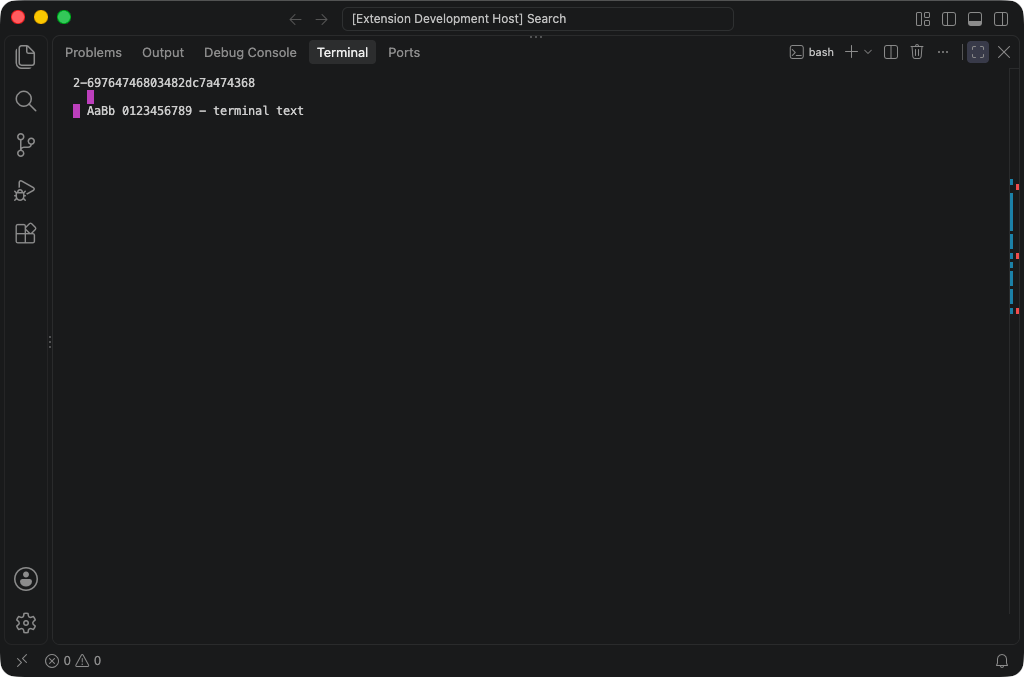 [Extension Development Host] Search
Problems Output Debug Console Terminal Ports bash
2-69764746803482dc7a474368
AaBb 0123456789 - terminal text
0 0